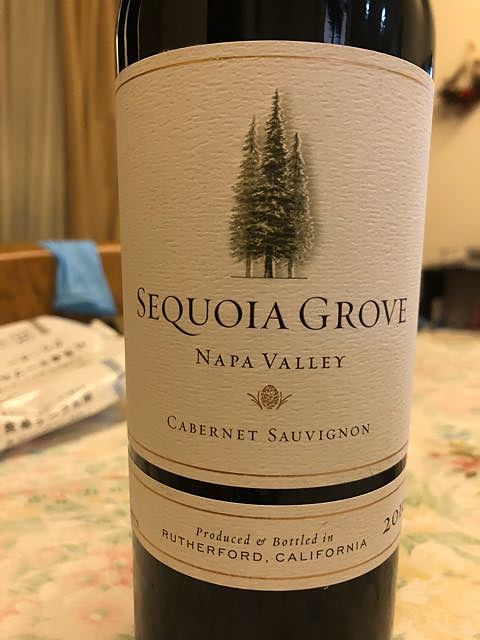 SEQUOIA GROVE
NAPA VALLEY
CABERNET SAUVIGNON
Produced & Bottled in
RUTHERFORD, CALIFORNIA